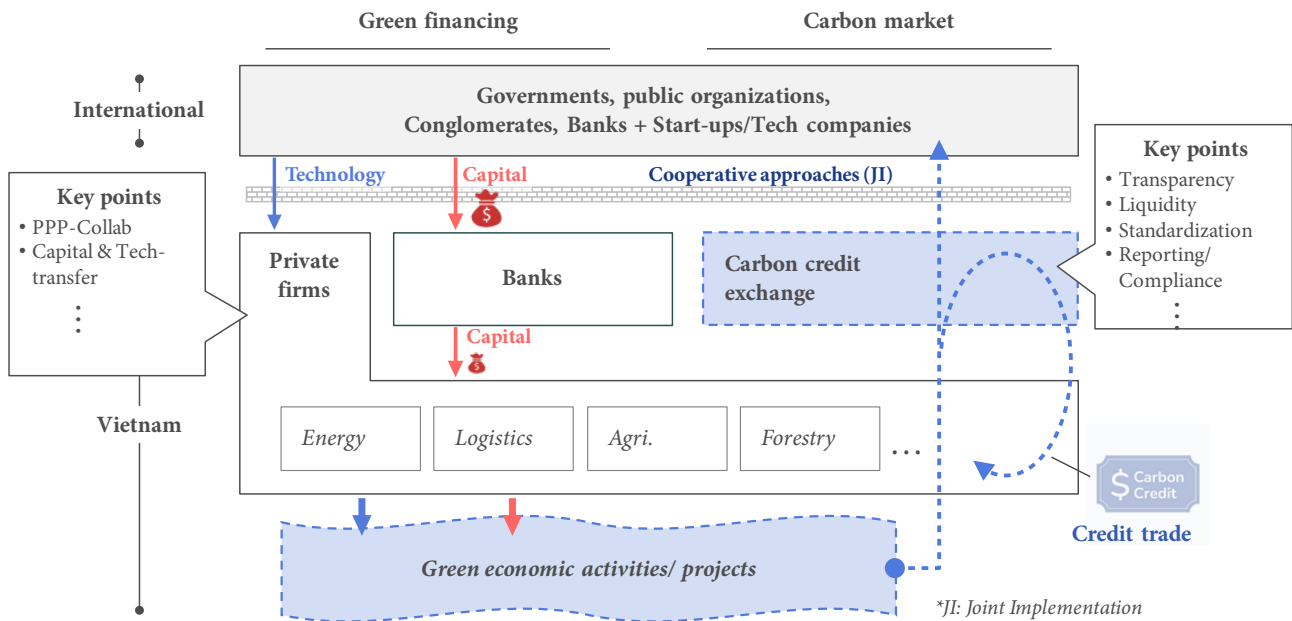 Green financing
Carbon market
International
Governments, public organizations,
Conglomerates, Banks + Start-ups/Tech companies
Technology
Capital
Cooperative approaches (JI)
Key points
• PPP-Collab
• Capital & Tech-
transfer
⋮
Key points
• Transparency
• Liquidity
• Standardization
• Reporting/
Compliance
⋮
Private
firms
$
Banks
Carbon credit
exchange
Capital
$
Vietnam
Energy
Logistics
Agri.
Forestry
...
$ Carbon
Credit
Credit trade
Green economic activities/ projects
*JI: Joint Implementation